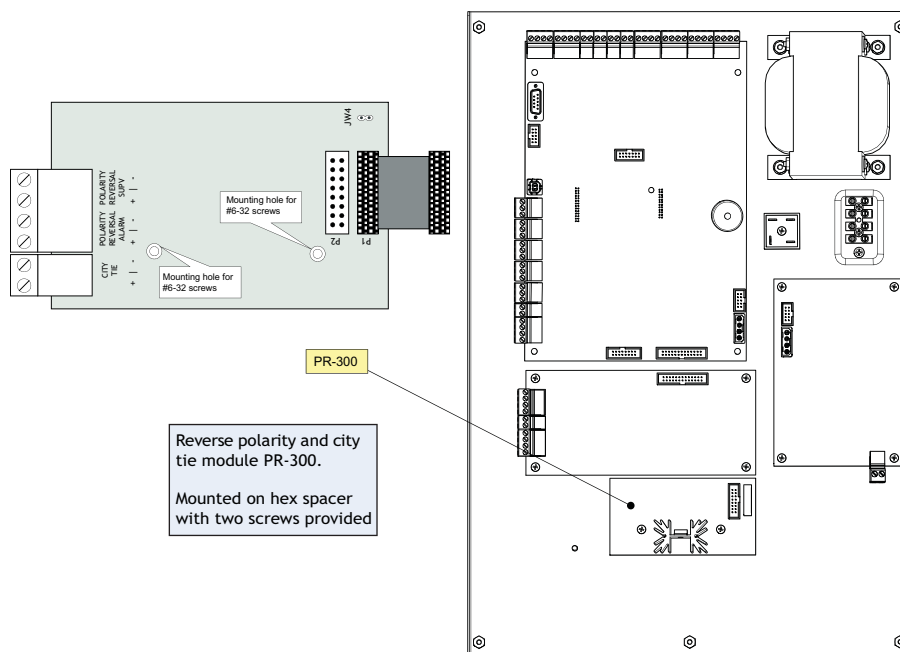 JW4
POLARITY
REVERSAL
SUPV
- | +
POLARITY
REVERSAL
ALARM
- | +
CITY
TIE
- | +
Mounting hole for
#6-32 screws
Mounting hole for
#6-32 screws
P2
P1
PR-300
Reverse polarity and city
tie module PR-300.
Mounted on hex spacer
with two screws provided